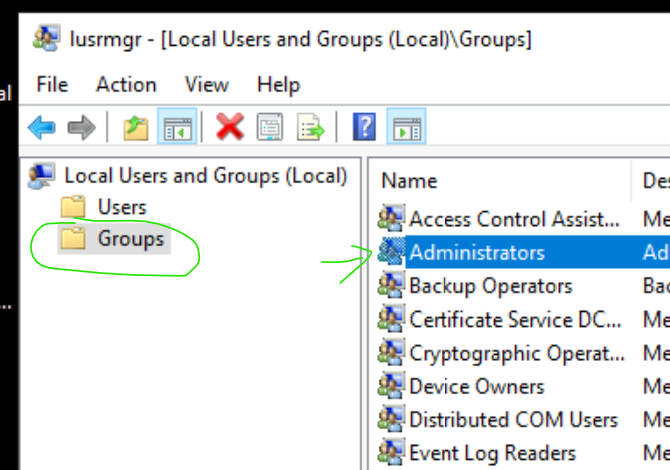 lusrmgr - [Local Users and Groups (Local)\Groups]
File Action View Help
Local Users and Groups (Local)
Users
Groups
Name
Access Control Assist... Me
Administrators Ad
Backup Operators Bac
Certificate Service DC... Me
Cryptographic Operat... Me
Device Owners Me
Distributed COM Users Me
Event Log Readers Me